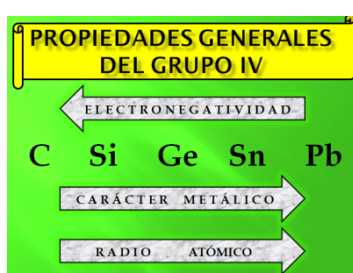 PROPIEDADES GENERALES
DEL GRUPO IV
ELECTRONEGATIVIDAD
C Si Ge Sn Pb
CARÁCTER METÁLICO
RADIO ATÓMICO